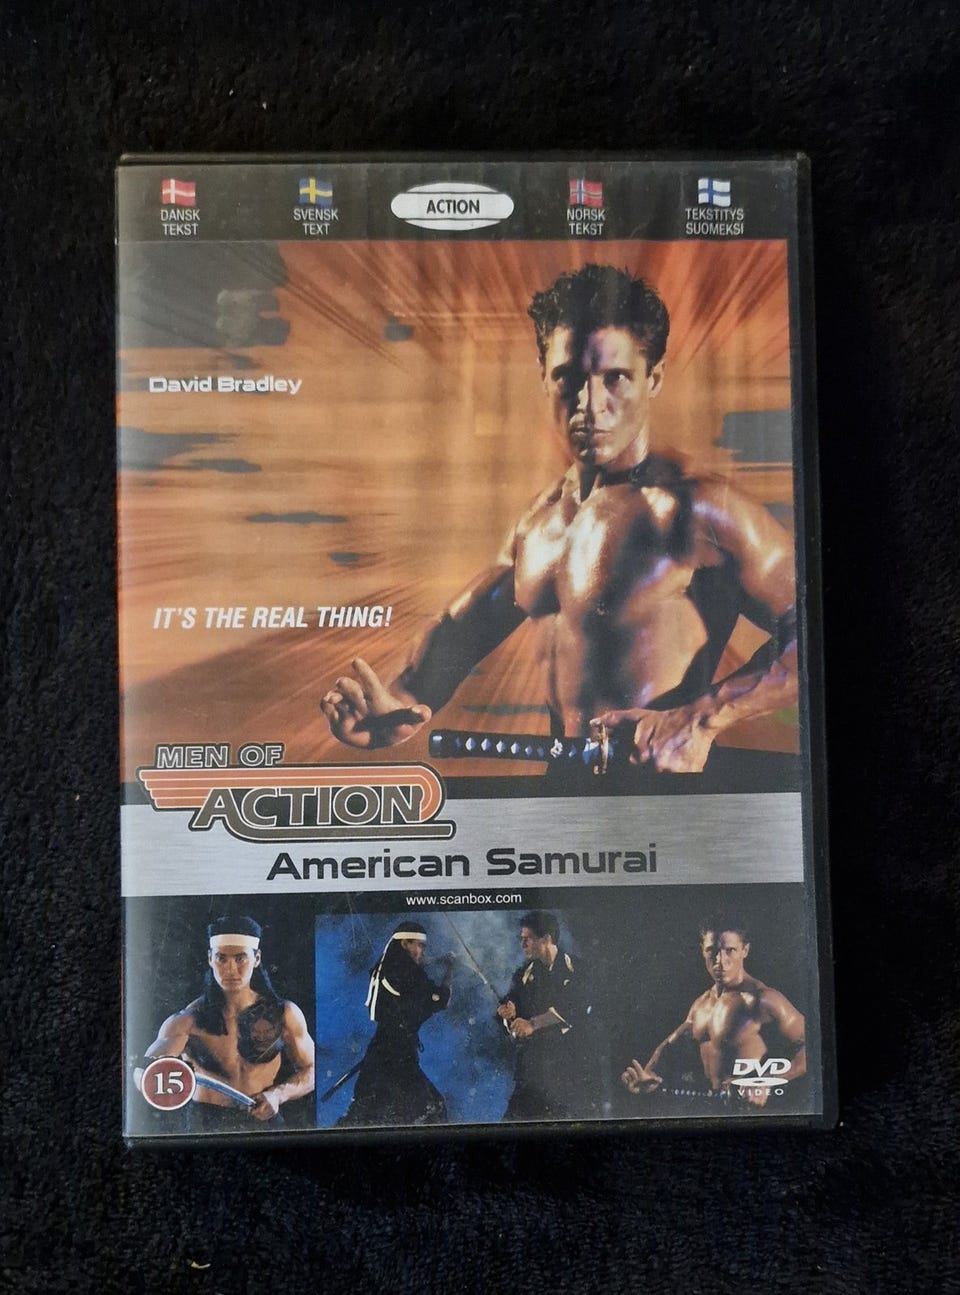 DANSK
TEKST
SVENSK
TEXT
ACTION
NORSK
TEKST
TEKSTITYS
SUOMEKSI
David Bradley
IT'S THE REAL THING!
MEN OF
ACTION
American Samurai
www.scanbox.com
15
DVD
VIDEO